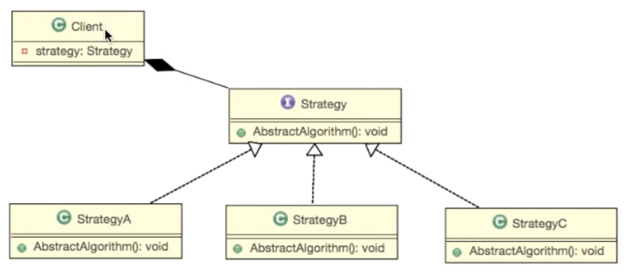 C Client
strategy: Strategy
I Strategy
AbstractAlgorithm(): void
C StrategyA
AbstractAlgorithm(): void
C StrategyB
AbstractAlgorithm(): void
C StrategyC
AbstractAlgorithm(): void